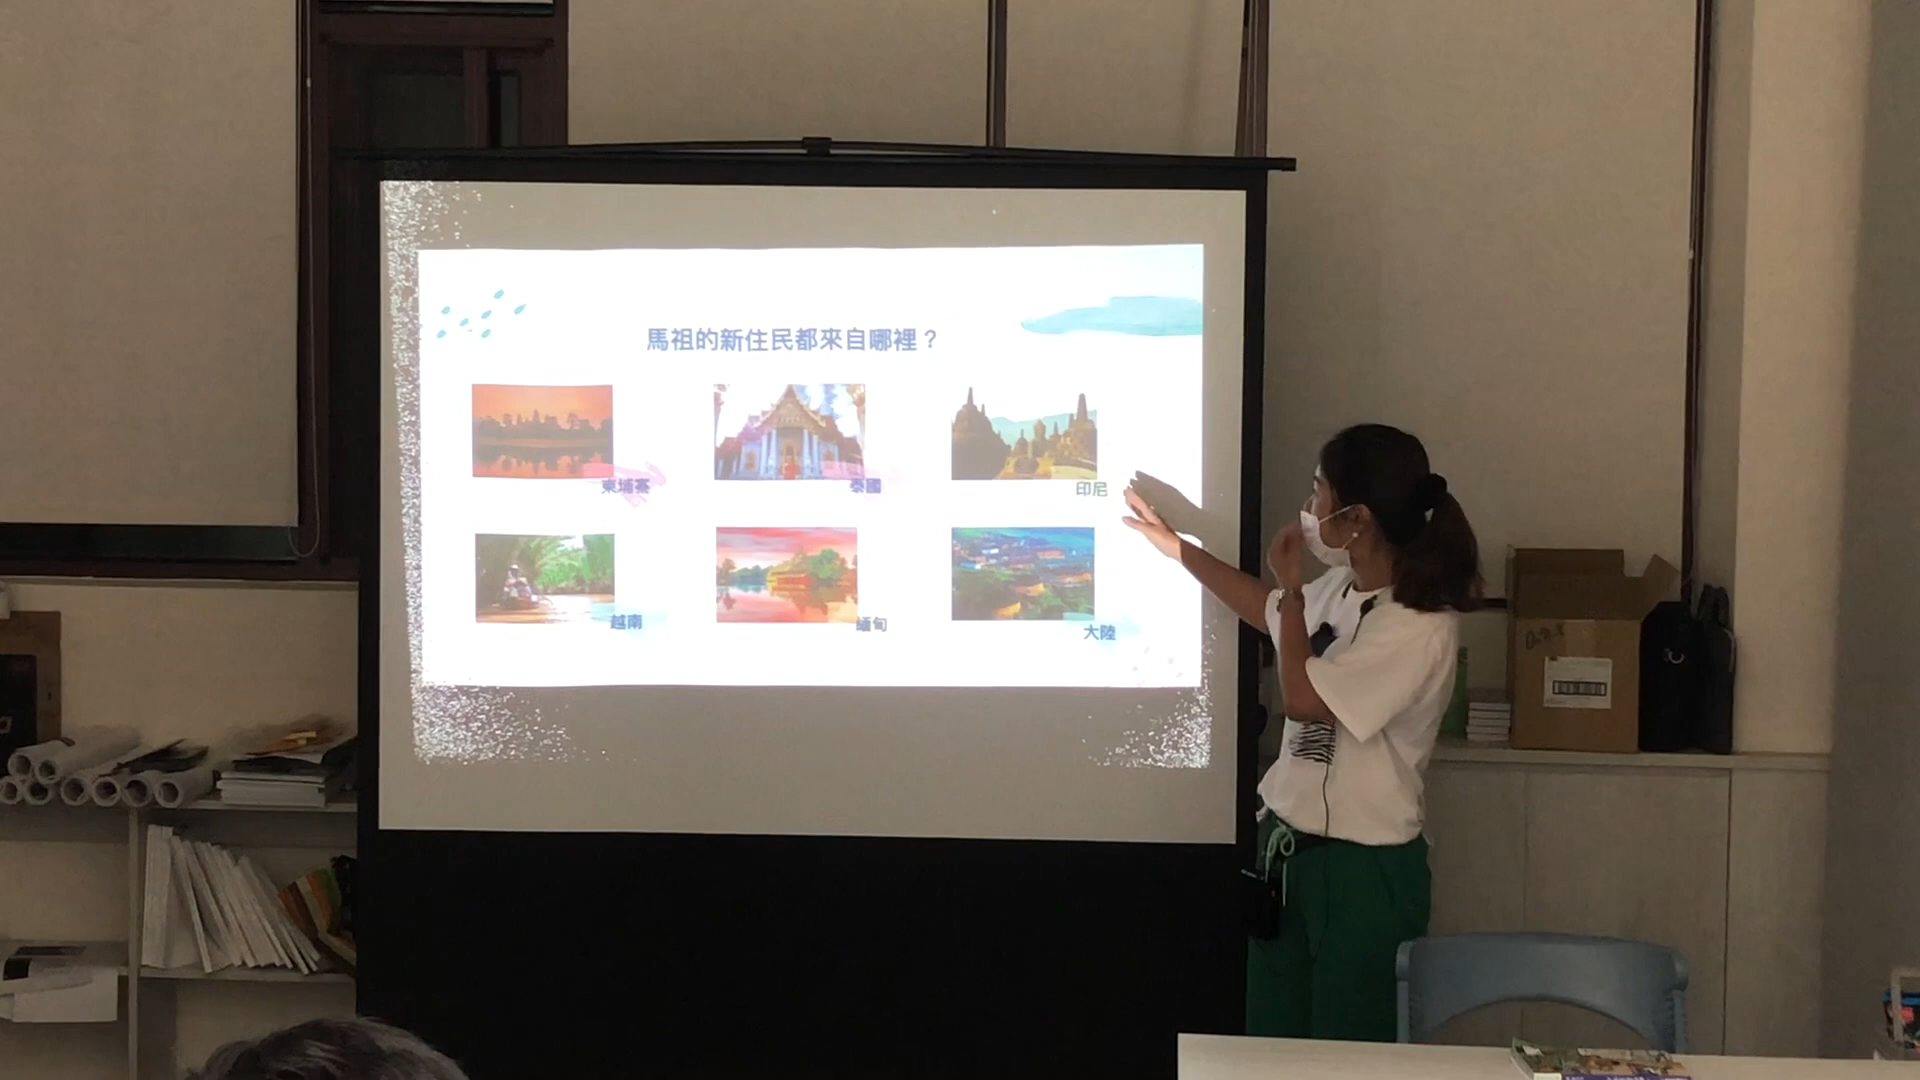 馬祖的新住民都來自哪裡？
柬埔寨
泰國
印尼
越南
緬甸
大陸